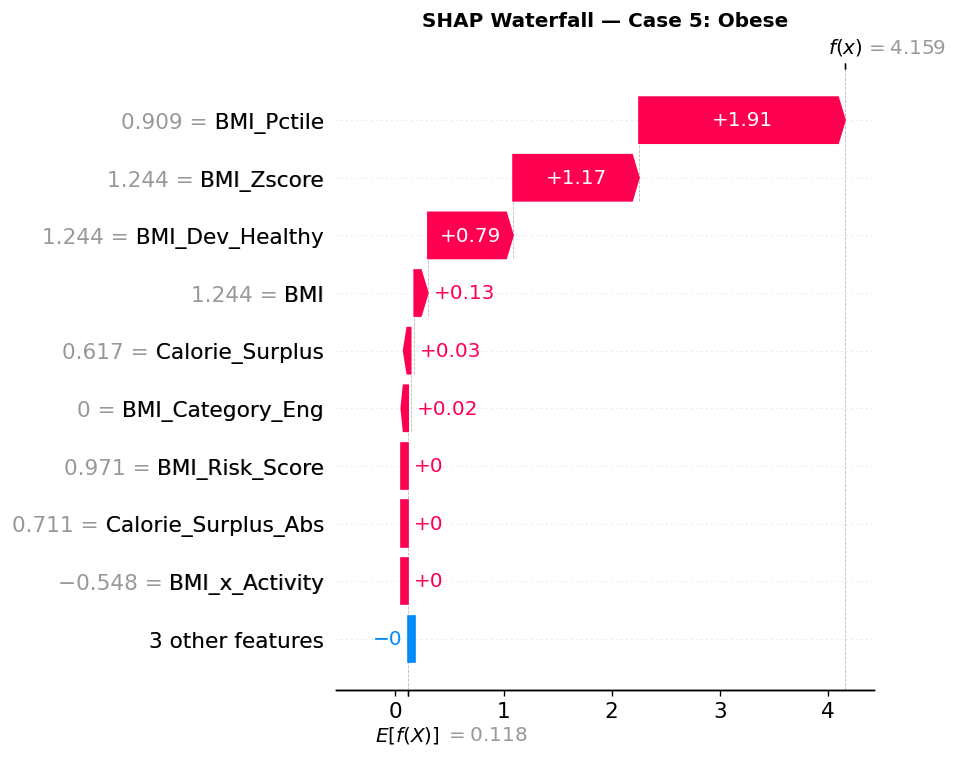 SHAP Waterfall — Case 5: Obese
f(x) = 4.159
0.909 = BMI_Pctile +1.91
1.244 = BMI_Zscore +1.17
1.244 = BMI_Dev_Healthy +0.79
1.244 = BMI +0.13
0.617 = Calorie_Surplus +0.03
0 = BMI_Category_Eng +0.02
0.971 = BMI_Risk_Score +0
0.711 = Calorie_Surplus_Abs +0
−0.548 = BMI_x_Activity +0
3 other features −0
0 1 2 3 4
E[f(X)] = 0.118